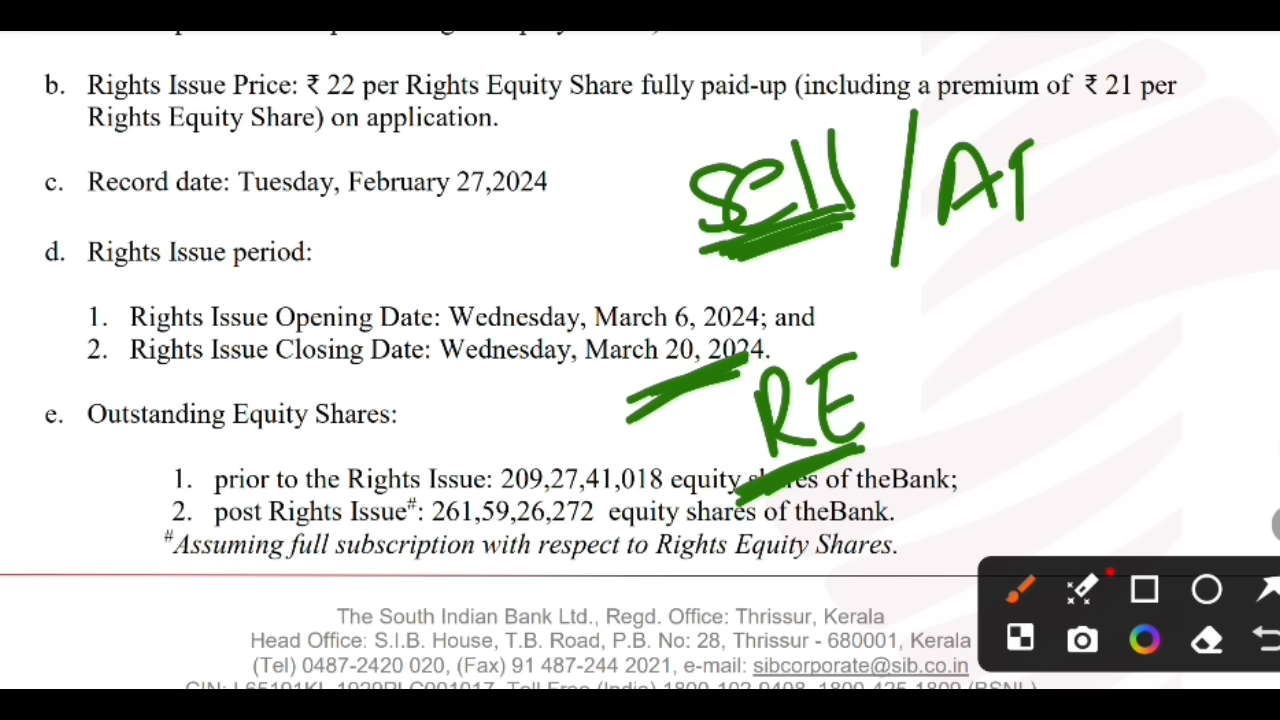 b. Rights Issue Price: ₹ 22 per Rights Equity Share fully paid-up (including a premium of ₹ 21 per
Rights Equity Share) on application.
SELL / AP
c. Record date: Tuesday, February 27,2024
d. Rights Issue period:
1. Rights Issue Opening Date: Wednesday, March 6, 2024; and
2. Rights Issue Closing Date: Wednesday, March 20, 2024.
RE
e. Outstanding Equity Shares:
1. prior to the Rights Issue: 209,27,41,018 equity shares of theBank;
2. post Rights Issue#: 261,59,26,272 equity shares of theBank.
#Assuming full subscription with respect to Rights Equity Shares.
The South Indian Bank Ltd., Regd. Office: Thrissur, Kerala
Head Office: S.I.B. House, T.B. Road, P.B. No: 28, Thrissur - 680001, Kerala
(Tel) 0487-2420 020, (Fax) 91 487-244 2021, e-mail: sibcorporate@sib.co.in